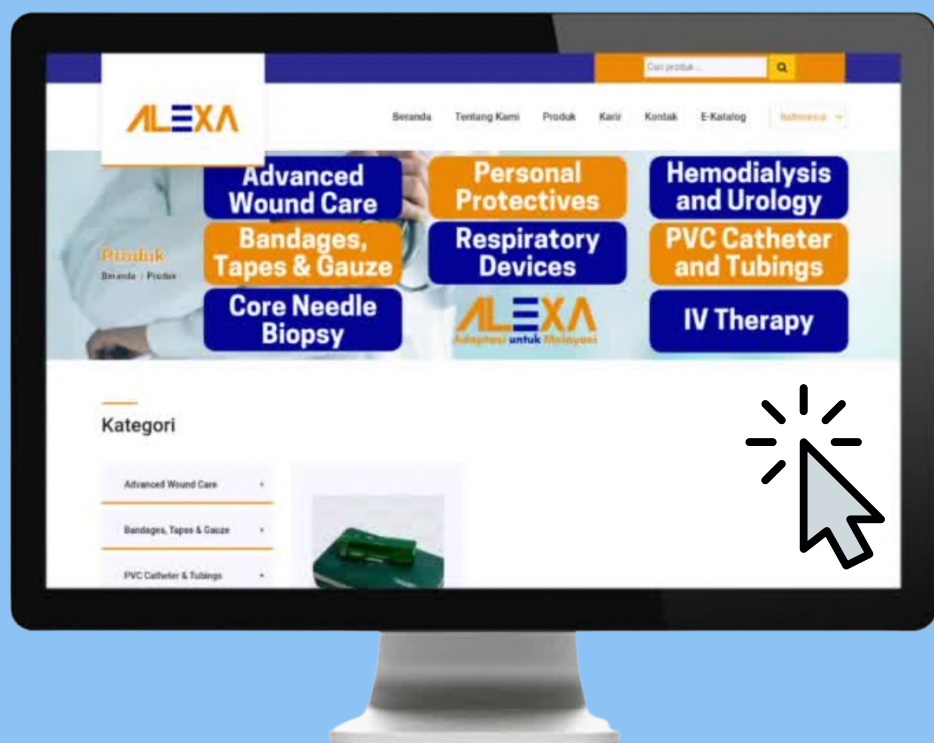 Cari produk ...
ALEXA
Beranda Tentang Kami Produk Karir Kontak E-Katalog Indonesia
Advanced
Wound Care
Personal
Protectives
Hemodialysis
and Urology
Produk
Beranda / Produk
Bandages,
Tapes & Gauze
Respiratory
Devices
PVC Catheter
and Tubings
Core Needle
Biopsy
ALEXA
Adaptasi untuk Melayani
IV Therapy
Kategori
Advanced Wound Care
Bandages, Tapes & Gauze
PVC Catheter & Tubings